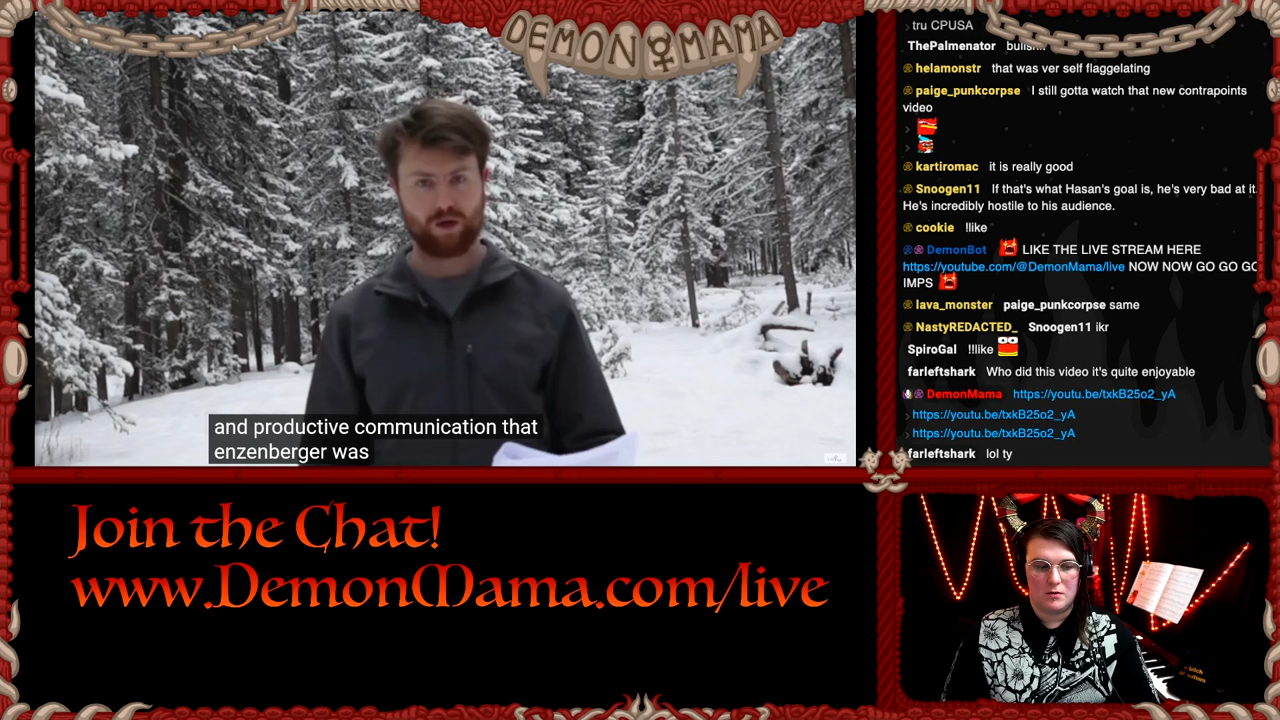 DEMON MAMA
and productive communication that
enzenberger was
Join the Chat!
www.DemonMama.com/live
tru CPUSA
ThePalmenator
helamonstr that was ver self flaggelating
paige_punkcorpse I still gotta watch that new contrapoints
video
kartiromac it is really good
Snoogen11 If that's what Hasan's goal is, he's very bad at it.
He's incredibly hostile to his audience.
cookie !like
DemonBot LIKE THE LIVE STREAM HERE
https://youtube.com/@DemonMama/live NOW NOW GO GO GO
IMPS
lava_monster paige_punkcorpse same
NastyREDACTED_ Snoogen11 ikr
SpiroGal !!like
farleftshark Who did this video it's quite enjoyable
DemonMama https://youtu.be/txkB25o2_yA
https://youtu.be/txkB25o2_yA
https://youtu.be/txkB25o2_yA
farleftshark lol ty